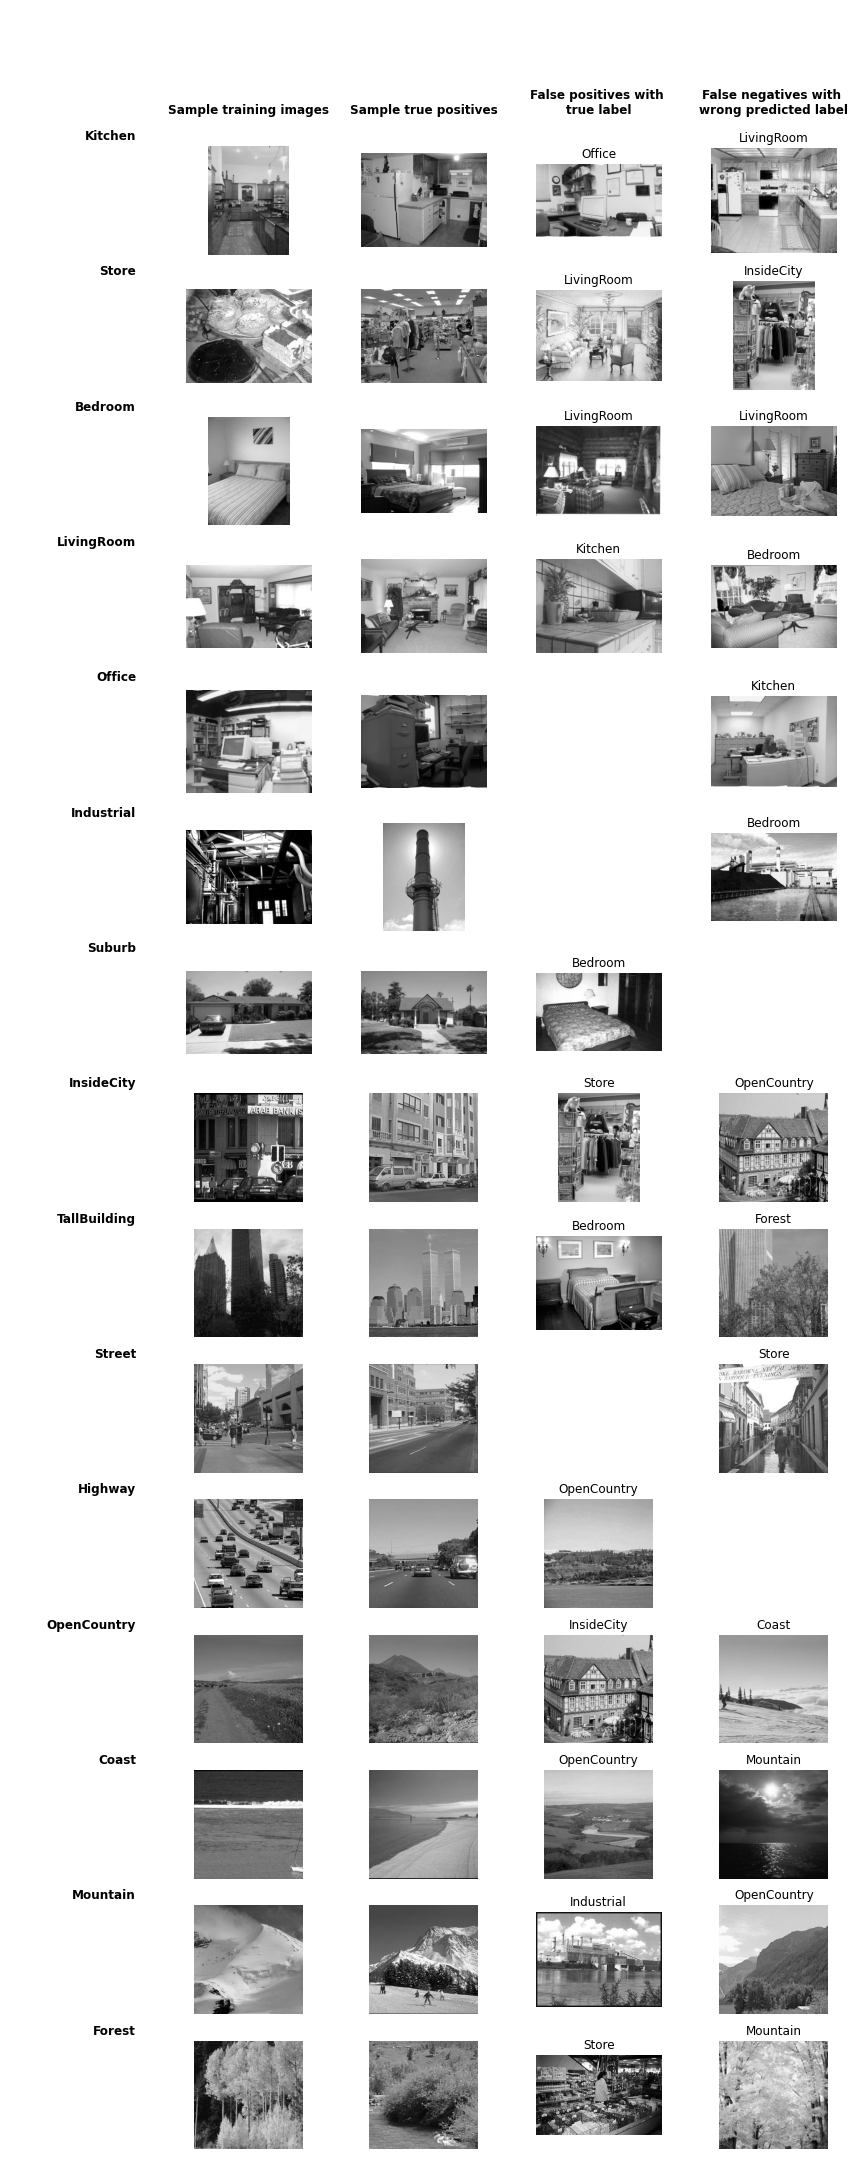 Sample training images
Sample true positives
False positives with
true label
False negatives with
wrong predicted label
Kitchen
Office
LivingRoom
Store
LivingRoom
InsideCity
Bedroom
LivingRoom
LivingRoom
LivingRoom
Kitchen
Bedroom
Office
Kitchen
Industrial
Bedroom
Suburb
Bedroom
InsideCity
ARAB BANK
Store
OpenCountry
TallBuilding
Bedroom
Forest
Street
Store
Highway
OpenCountry
OpenCountry
InsideCity
Coast
Coast
OpenCountry
Mountain
Mountain
Industrial
OpenCountry
Forest
Store
Mountain